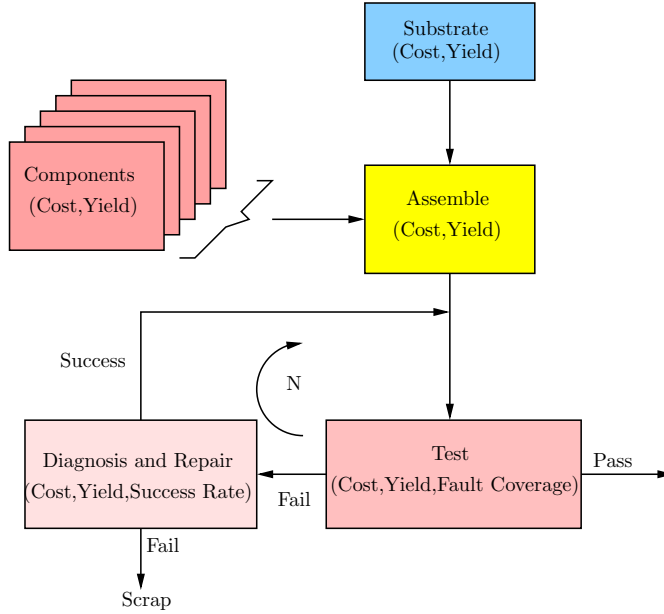 Substrate
(Cost,Yield)
Components
(Cost,Yield)
Assemble
(Cost,Yield)
Success
N
Diagnosis and Repair
(Cost,Yield,Success Rate)
Fail
Test
(Cost,Yield,Fault Coverage)
Pass
Fail
Scrap